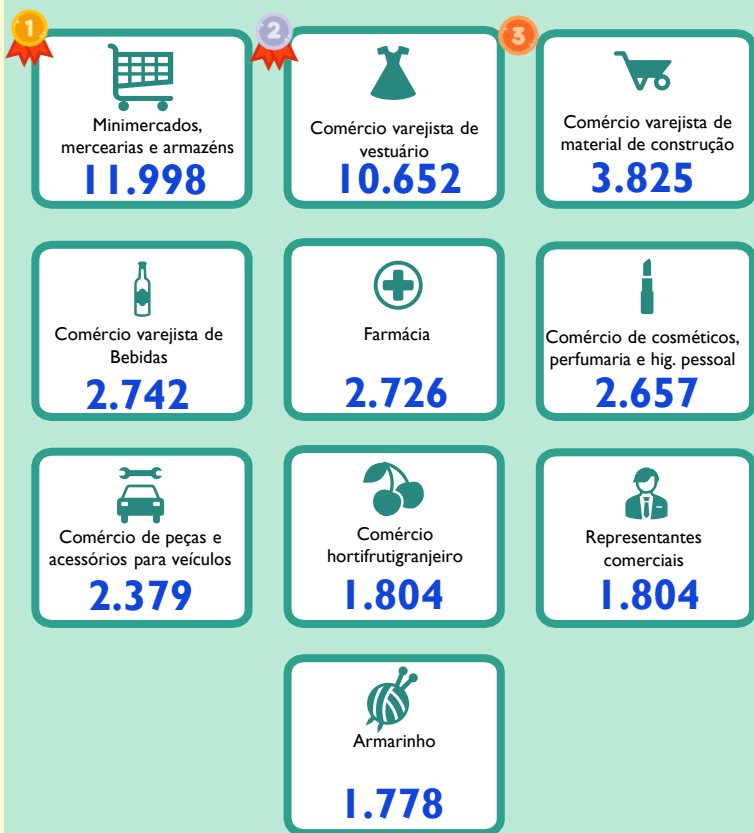 1
2
3
Minimercados,
mercearias e armazéns
11.998
Comércio varejista de
vestuário
10.652
Comércio varejista de
material de construção
3.825
Comércio varejista de
Bebidas
2.742
Farmácia
2.726
Comércio de cosméticos,
perfumaria e hig. pessoal
2.657
Comércio de peças e
acessórios para veículos
2.379
Comércio
hortifrutigranjeiro
1.804
Representantes
comerciais
1.804
Armarinho
1.778